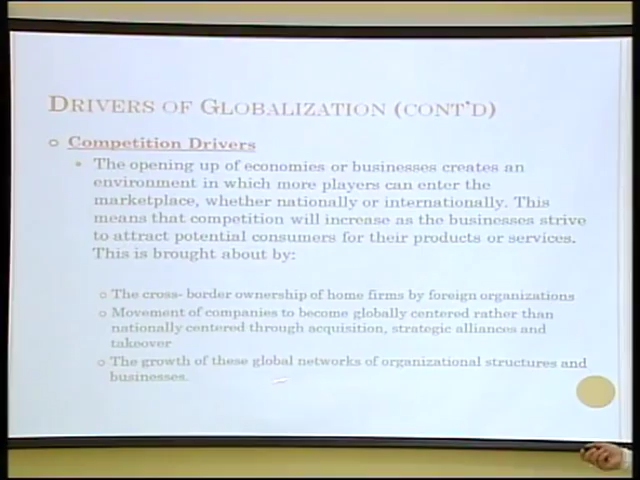 DRIVERS OF GLOBALIZATION (CONT'D)
Competition Drivers
The opening up of economies or businesses creates an
environment in which more players can enter the
marketplace, whether nationally or internationally. This
means that competition will increase as the businesses strive
to attract potential consumers for their products or services.
This is brought about by:
The cross- border ownership of home firms by foreign organizations
Movement of companies to become globally centered rather than
nationally centered through acquisition, strategic alliances and
takeover
The growth of these global networks of organizational structures and
businesses.